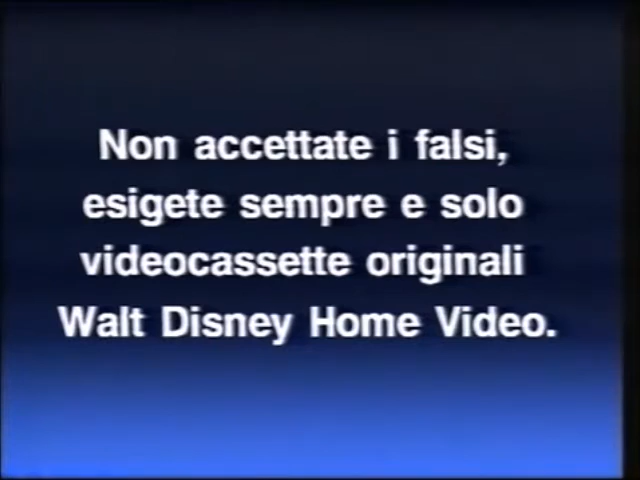 Non accettate i falsi,
esigete sempre e solo
videocassette originali
Walt Disney Home Video.